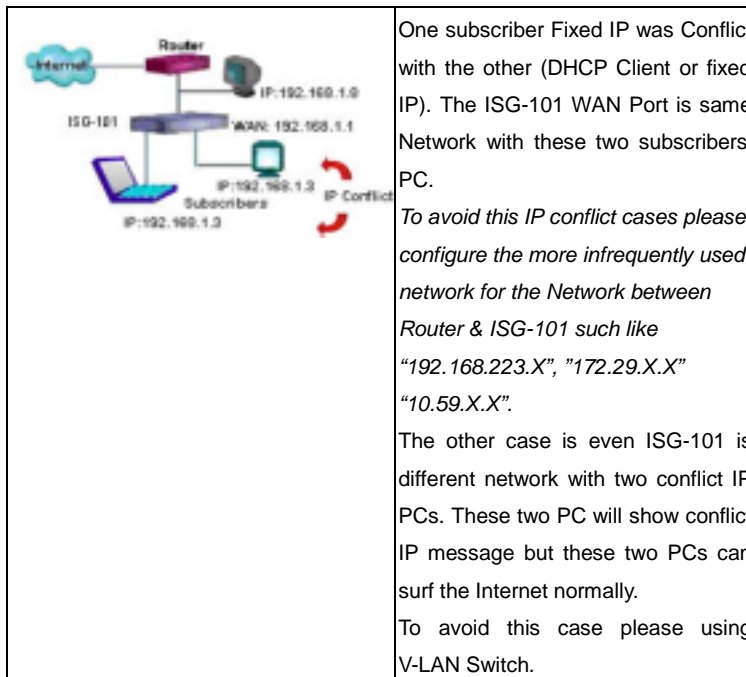 Router
Internet
IP:192.168.1.8
ISG-101
WAN: 192.168.1.1
IP:192.168.1.3
IP Conflict
Subscribers
IP:192.168.1.3
One subscriber Fixed IP was Conflic
with the other (DHCP Client or fixed
IP). The ISG-101 WAN Port is same
Network with these two subscribers
PC.
To avoid this IP conflict cases please
configure the more infrequently used
network for the Network between
Router & ISG-101 such like
“192.168.223.X”, ”172.29.X.X”
“10.59.X.X”.
The other case is even ISG-101 is
different network with two conflict IP
PCs. These two PC will show conflic
IP message but these two PCs can
surf the Internet normally.
To avoid this case please using
V-LAN Switch.